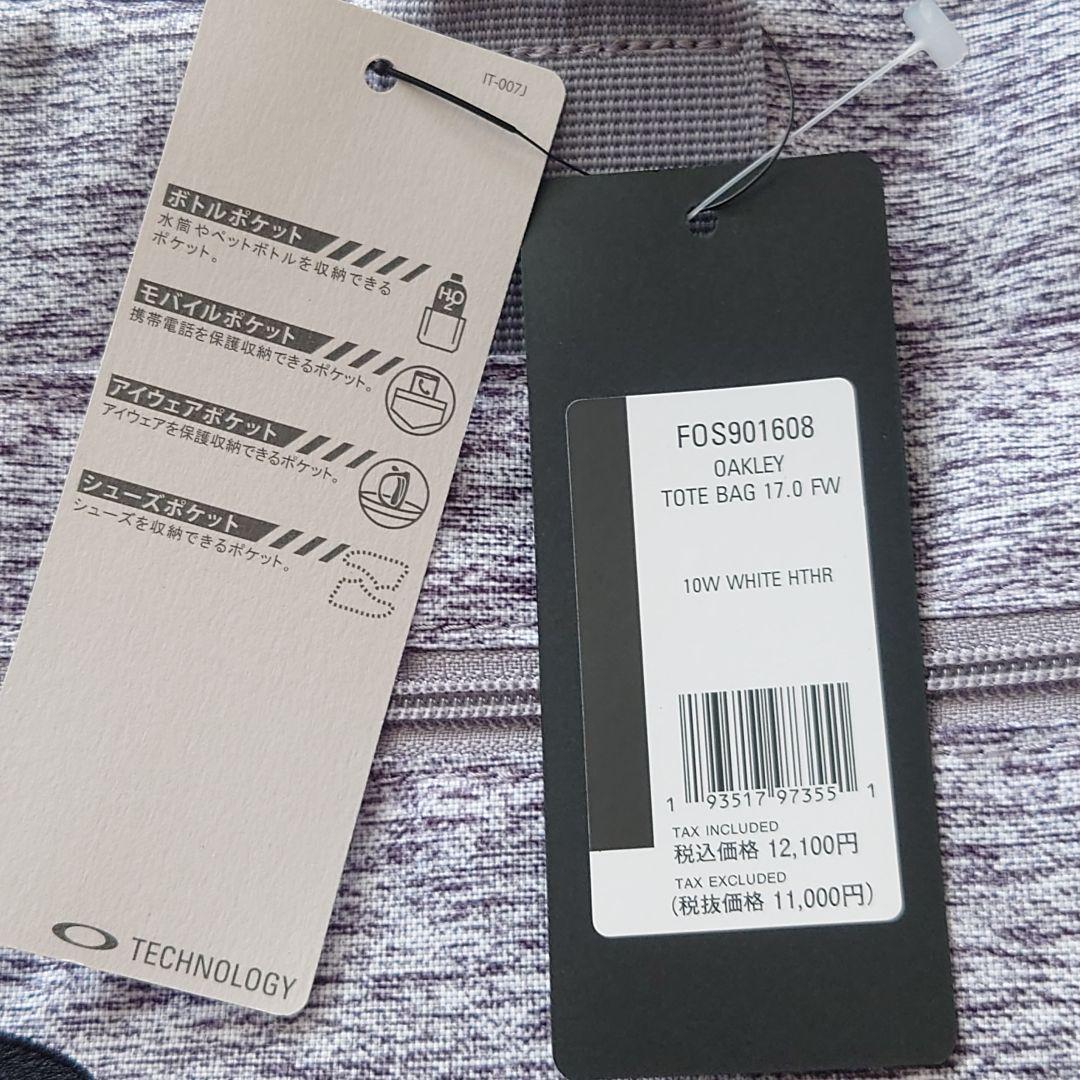 IT-007J
ボトルポケット
水筒やペットボトルを収納できる
ポケット。
H2O
モバイルポケット
携帯電話を保護収納できるポケット。
アイウェアポケット
アイウェアを保護収納できるポケット。
シューズポケット
シューズを収納できるポケット。
TECHNOLOGY
FOS901608
OAKLEY
TOTE BAG 17.0 FW
10W WHITE HTHR
1 93517 97355 1
TAX INCLUDED
税込価格 12,100円
TAX EXCLUDED
(税抜価格 11,000円)